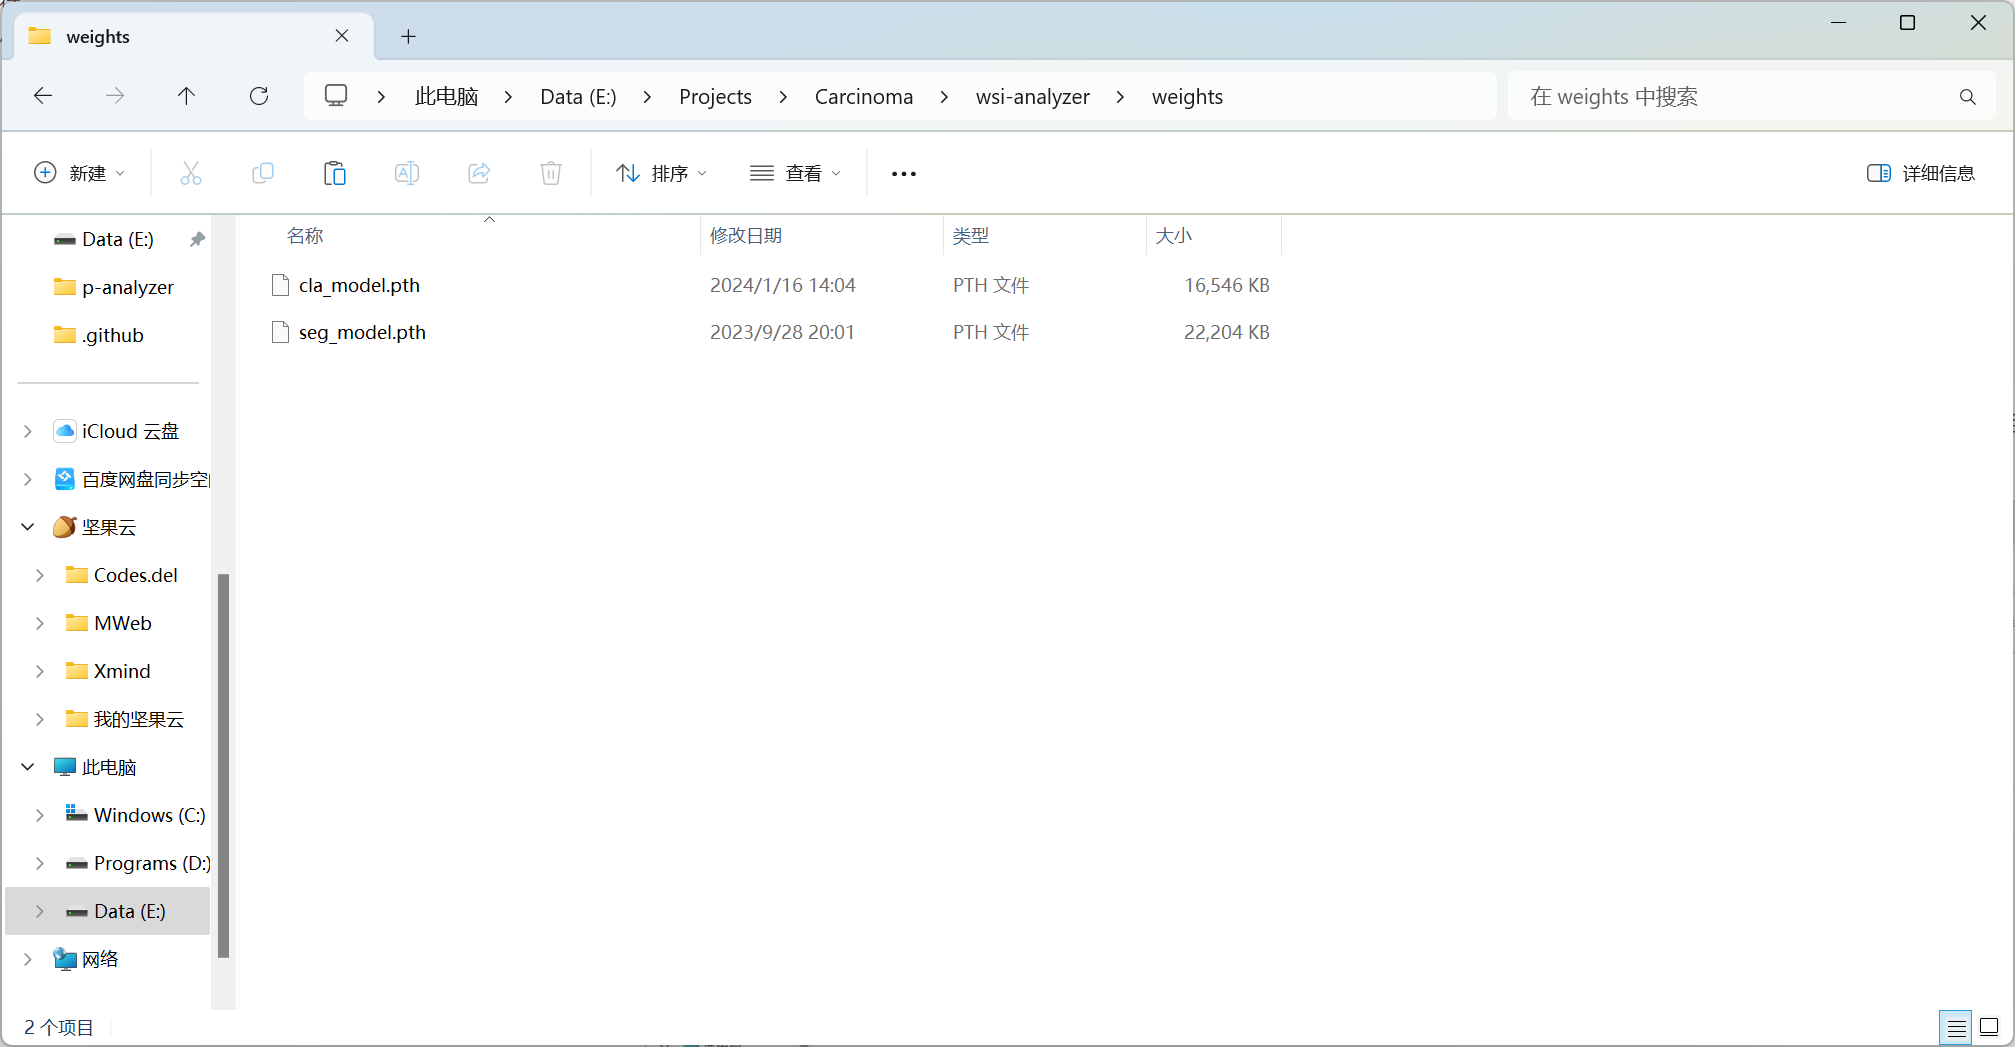 weights
此电脑 Data (E:) Projects Carcinoma wsi-analyzer weights
在 weights 中搜索
新建 排序 查看 详细信息
Data (E:)
p-analyzer
.github
iCloud 云盘
百度网盘同步空
坚果云
Codes.del
MWeb
Xmind
我的坚果云
此电脑
Windows (C:)
Programs (D:)
Data (E:)
网络
名称 修改日期 类型 大小
cla_model.pth 2024/1/16 14:04 PTH 文件 16,546 KB
seg_model.pth 2023/9/28 20:01 PTH 文件 22,204 KB
2 个项目